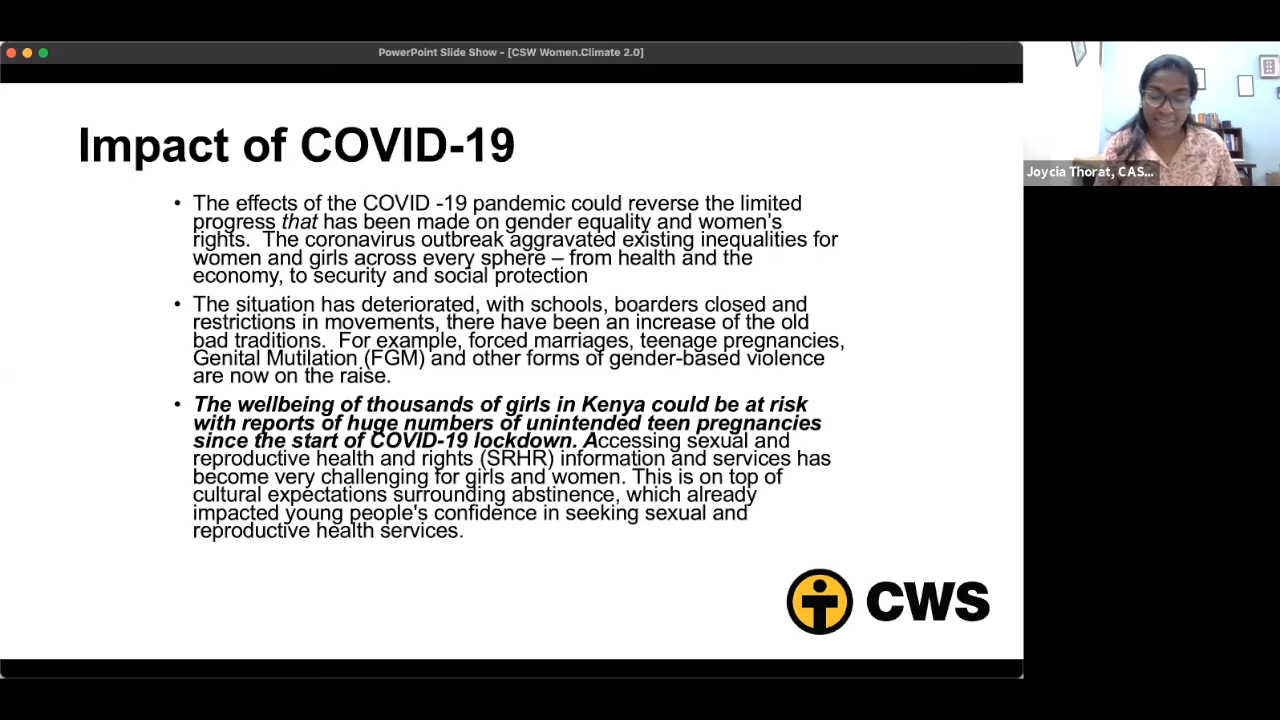 PowerPoint Slide Show - [CSW Women.Climate 2.0]
Impact of COVID-19
• The effects of the COVID -19 pandemic could reverse the limited
progress that has been made on gender equality and women's
rights.  The coronavirus outbreak aggravated existing inequalities for
women and girls across every sphere – from health and the
economy, to security and social protection
• The situation has deteriorated, with schools, boarders closed and
restrictions in movements, there have been an increase of the old
bad traditions.  For example, forced marriages, teenage pregnancies,
Genital Mutilation (FGM) and other forms of gender-based violence
are now on the raise.
• The wellbeing of thousands of girls in Kenya could be at risk
with reports of huge numbers of unintended teen pregnancies
since the start of COVID-19 lockdown. Accessing sexual and
reproductive health and rights (SRHR) information and services has
become very challenging for girls and women. This is on top of
cultural expectations surrounding abstinence, which already
impacted young people's confidence in seeking sexual and
reproductive health services.
CWS
Joycia Thorat, CAS...